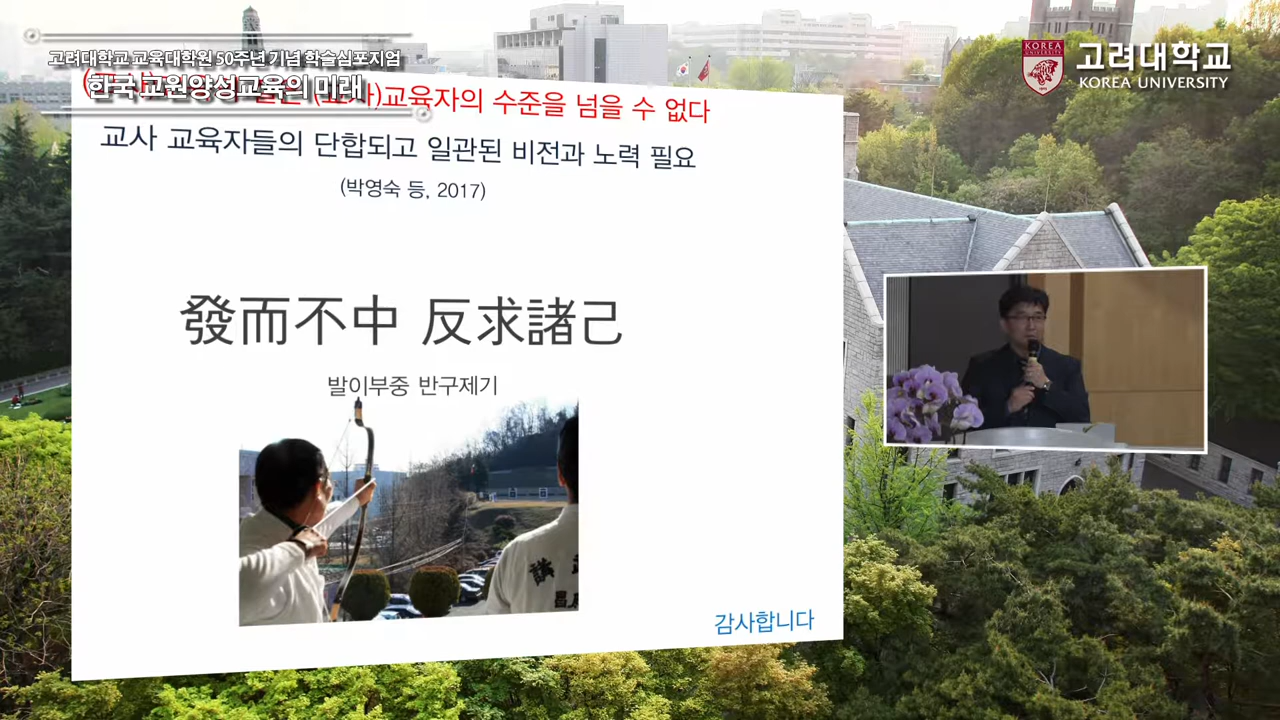 고려대학교 교육대학원 50주년 기념 학술심포지엄
한국 교원양성교육의 미래
KOREA
고려대학교
KOREA UNIVERSITY
교육자의 수준을 넘을 수 없다
교사 교육자들의 단합되고 일관된 비전과 노력 필요
(박영숙 등, 2017)
發而不中 反求諸己
발이부중 반구제기
講
감사합니다